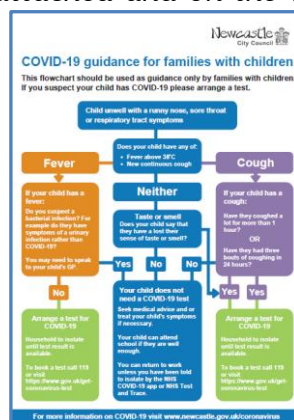 Newcastle
City Council
COVID-19 guidance for families with children
This flowchart should be used as guidance only by families with children.
If you suspect your child has COVID-19 please arrange a test.
Child unwell with a runny nose, sore throat
or respiratory tract symptoms
Does your child have any of:
• Fever above 38°C
• New continuous cough
Fever
Neither
Cough
If your child has a
fever:
Do you suspect a
bacterial infection? For
example do they have
symptoms of a urinary
infection rather than
COVID-19?
You may need to speak
to your child's GP.
Taste or smell
Does your child say that
they have a lost their
sense of taste or smell?
If your child has a
cough:
Have they coughed a
lot for more than 1
hour?
OR
Have they had three
bouts of coughing in
24 hours?
Yes
No
No
Yes
Yes
No
Arrange a test for
COVID-19
Household to isolate
until test result is
available.
To book a test call 119
or visit
https://www.gov.uk/get-
coronavirus-test
Your child does not
need a COVID-19 test
Seek medical advice and
treat your child's symptoms
if necessary.
Your child can attend
school if they are well
enough.
You can return to work
unless you have been told
to isolate by the NHS
COVID-19 app or NHS Test
and Trace.
Arrange a test for
COVID-19
Household to isolate
until test result is
available.
To book a test call 119
or visit
https://www.gov.uk/get-
coronavirus-test
For more information on COVID-19 visit www.newcastle.gov.uk/coronavirus